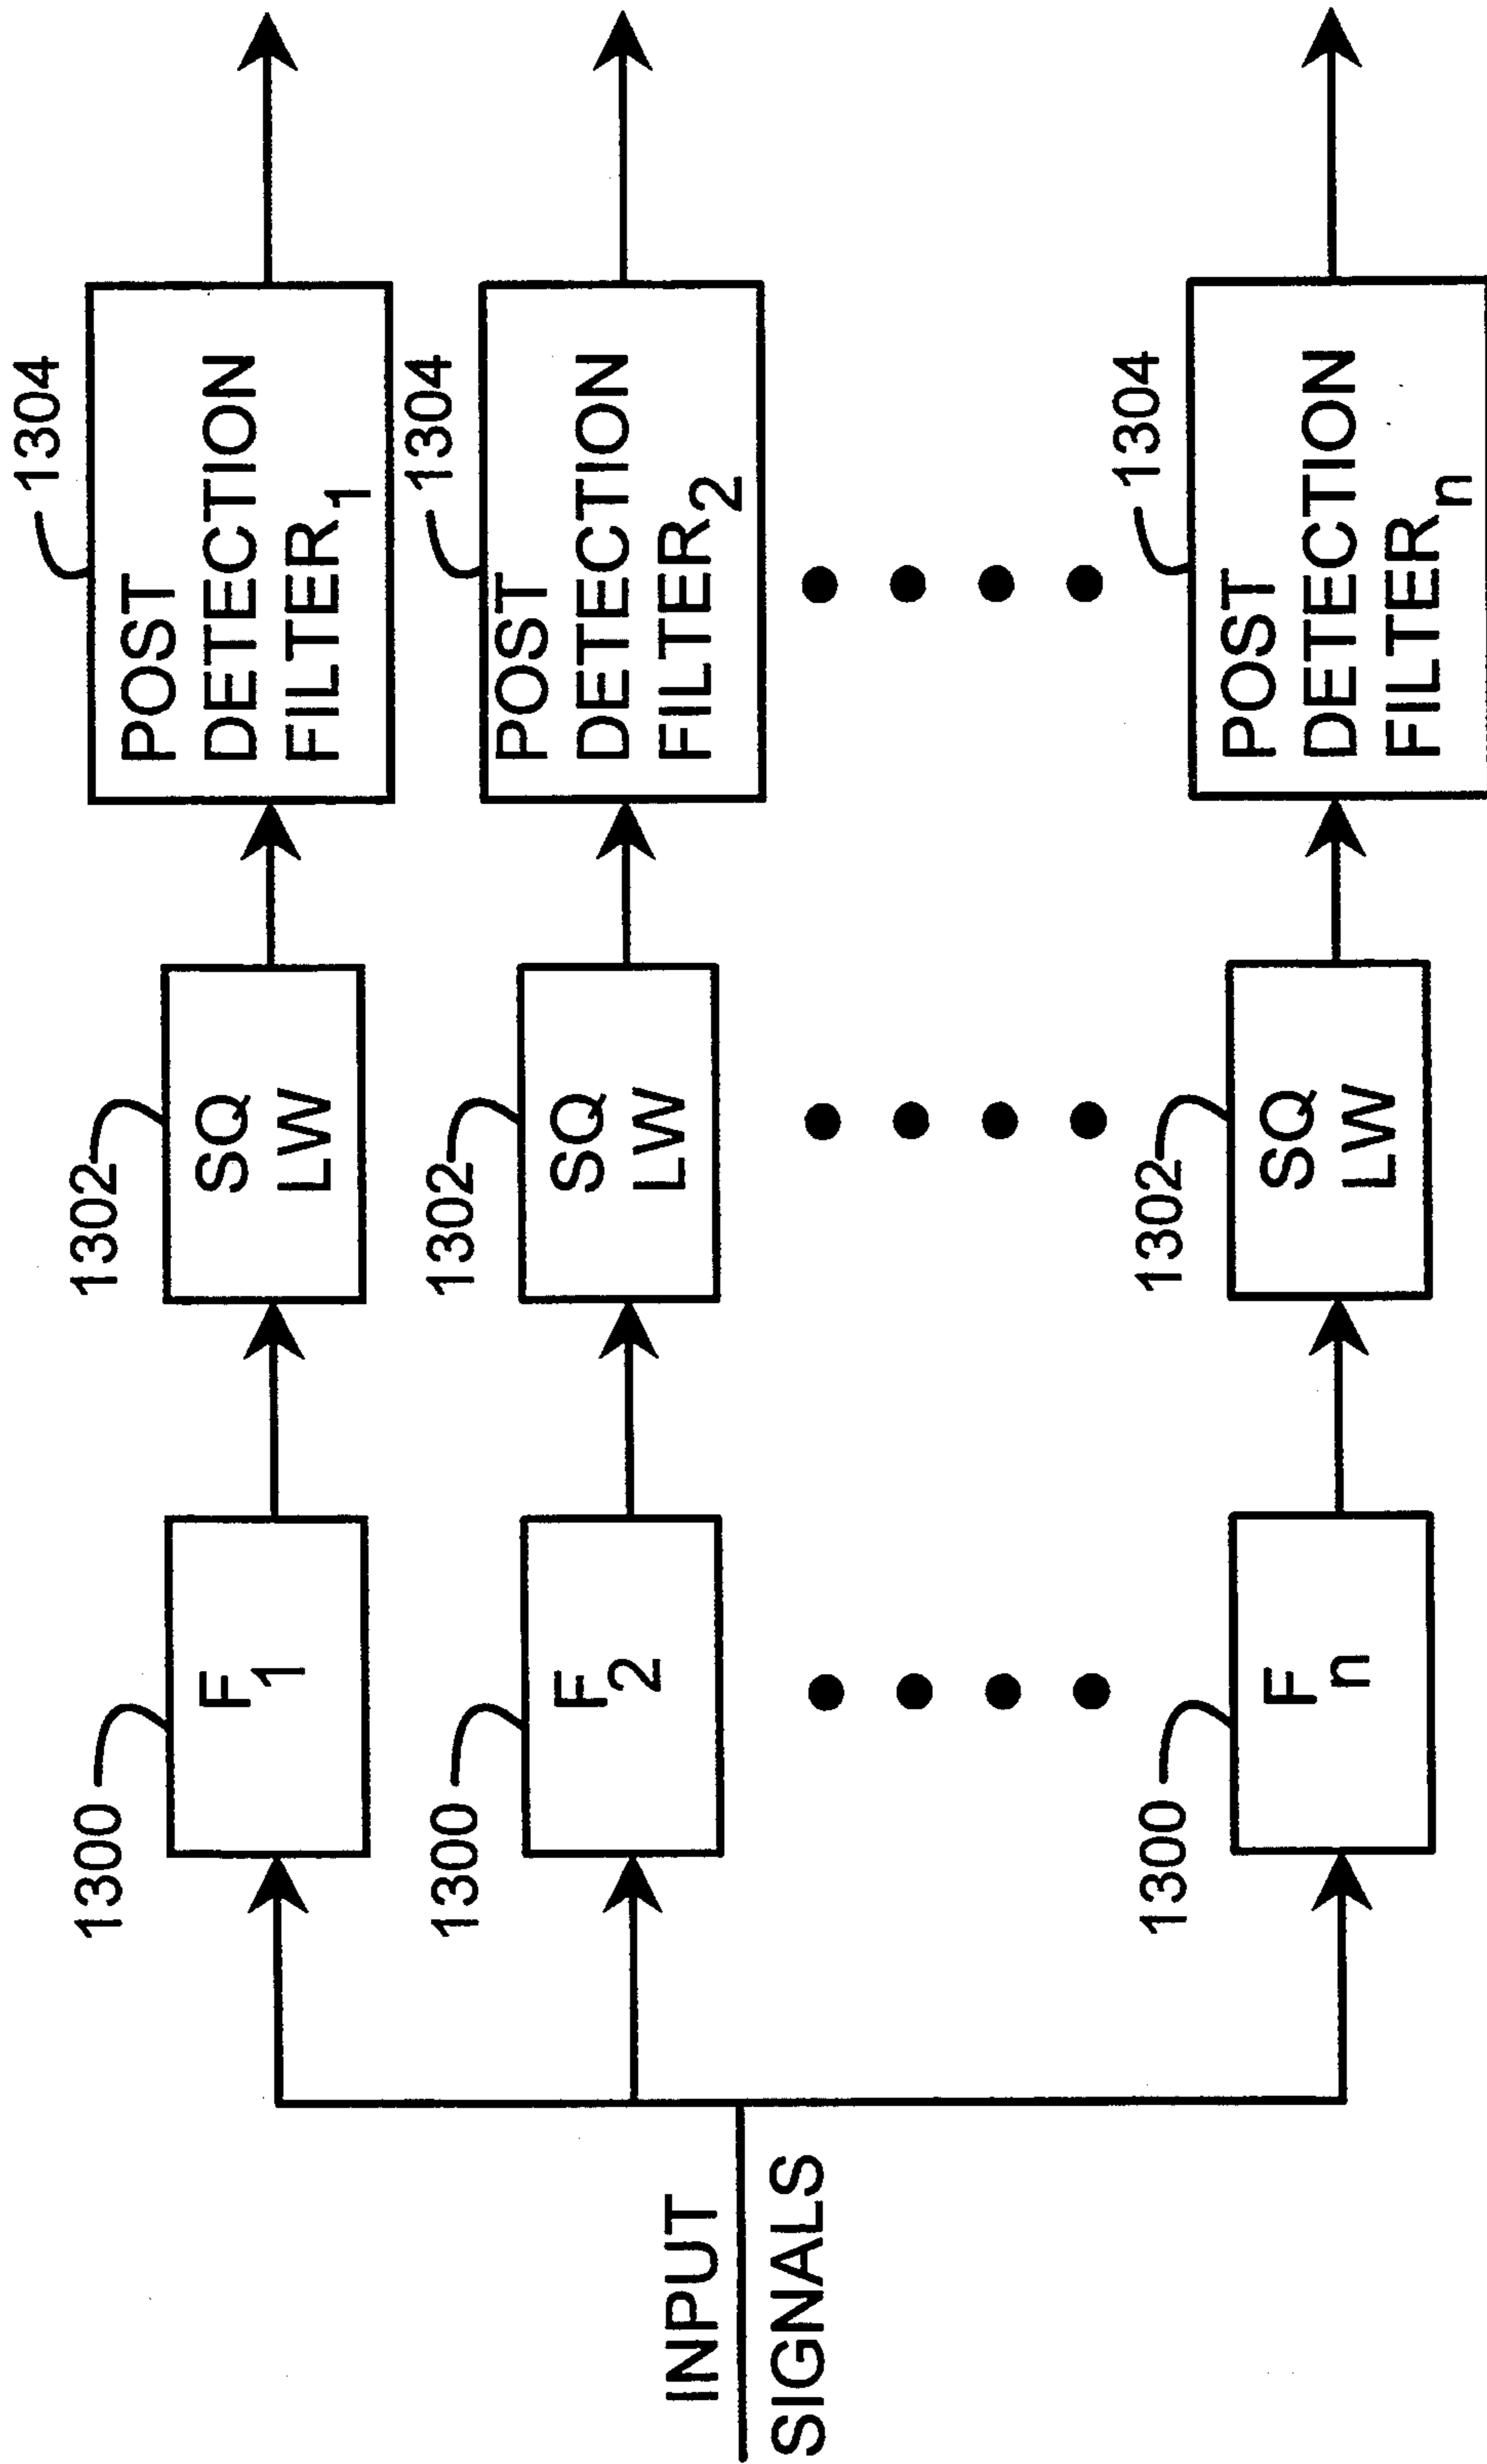 INPUT
SIGNALS
1300
F1
1302
SQ
LW
1304
POST
DETECTION
FILTER1
1300
F2
1302
SQ
LW
1304
POST
DETECTION
FILTER2
1300
Fn
1302
SQ
LW
1304
POST
DETECTION
FILTERn